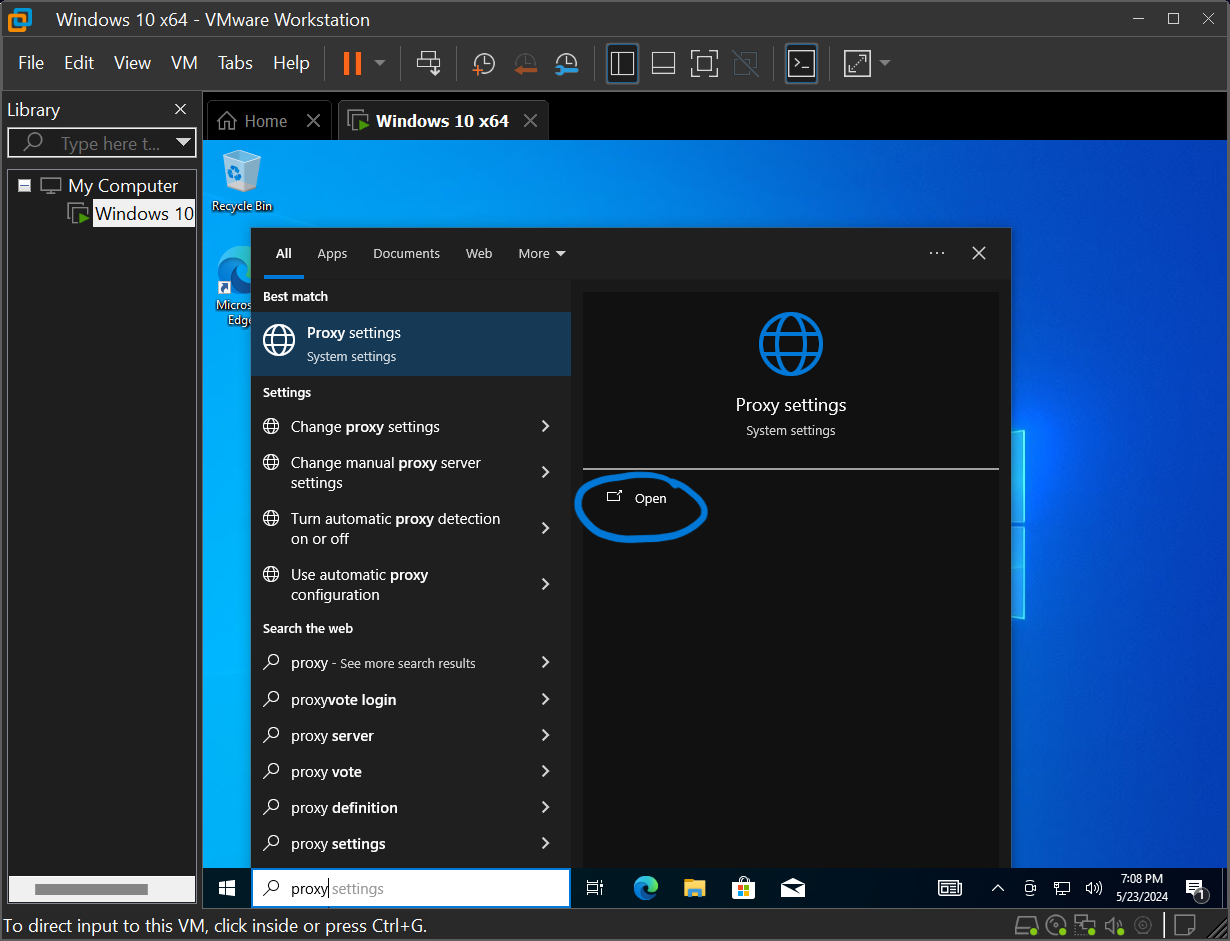 Windows 10 x64 - VMware Workstation
File Edit View VM Tabs Help
Library
Type here t...
My Computer
Windows 10
Home
Windows 10 x64
Recycle Bin
Micros
Edge
All Apps Documents Web More
Best match
Proxy settings
System settings
Settings
Change proxy settings
Change manual proxy server
settings
Turn automatic proxy detection
on or off
Use automatic proxy
configuration
Search the web
proxy - See more search results
proxyvote login
proxy server
proxy vote
proxy definition
proxy settings
Proxy settings
System settings
Open
proxy settings
7:08 PM
5/23/2024
1
To direct input to this VM, click inside or press Ctrl+G.